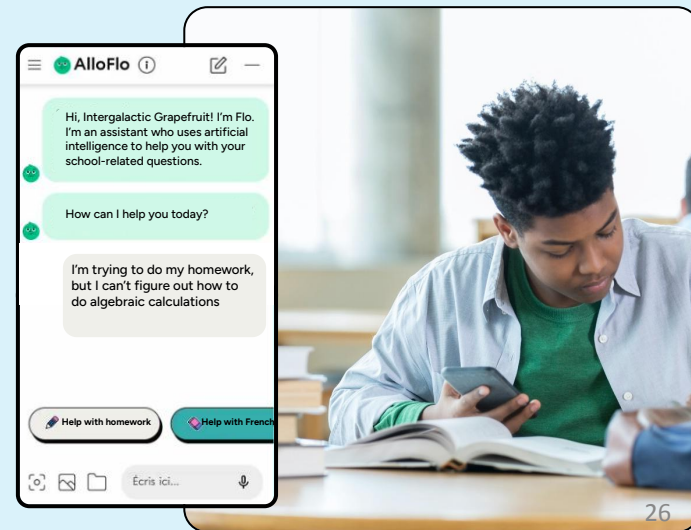 AlloFlo
Hi, Intergalactic Grapefruit! I'm Flo.
I'm an assistant who uses artificial
intelligence to help you with your
school-related questions.
How can I help you today?
I'm trying to do my homework,
but I can't figure out how to
do algebraic calculations
Help with homework
Help with French
Écris ici...
26